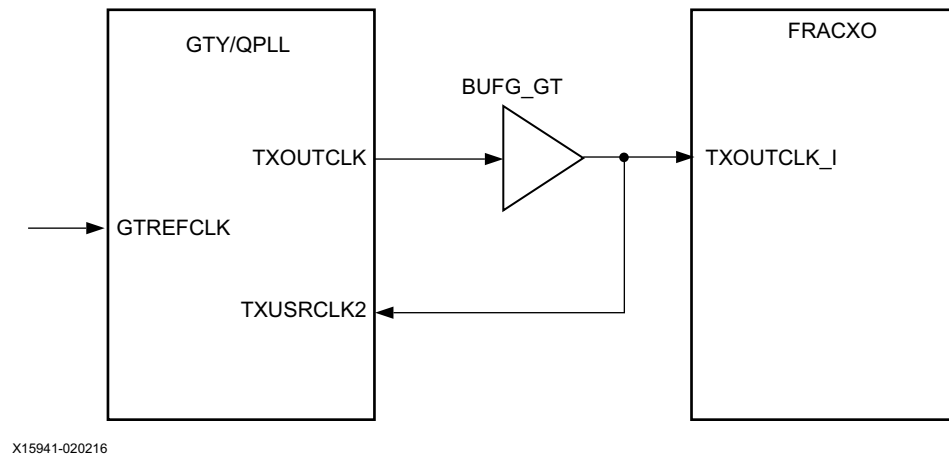 GTY/QPLL
FRACXO
BUFG_GT
TXOUTCLK
TXOUTCLK_I
GTREFCLK
TXUSRCLK2
X15941-020216